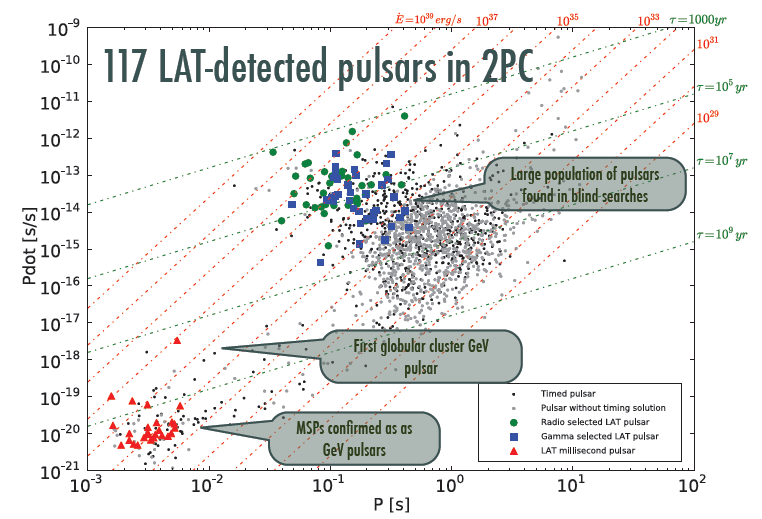 Ė=10³⁹ erg/s 10³⁷ 10³⁵ 10³³ τ=1000yr
10⁻⁹
10³¹
117 LAT-detected pulsars in 2PC
10⁻¹⁰
τ=10⁵yr
10⁻¹¹
10²⁹
10⁻¹²
τ=10⁷yr
10⁻¹³
Large population of pulsars
found in blind searches
10⁻¹⁴
τ=10⁹yr
10⁻¹⁵
Pdot [s/s]
10⁻¹⁶
10⁻¹⁷
First globular cluster GeV
pulsar
10⁻¹⁸
10⁻¹⁹
Timed pulsar
Pulsar without timing solution
Radio selected LAT pulsar
Gamma selected LAT pulsar
LAT millisecond pulsar
MSPs confirmed as as
GeV pulsars
10⁻²⁰
10⁻²¹
10⁻³ 10⁻² 10⁻¹ 10⁰ 10¹ 10²
P [s]